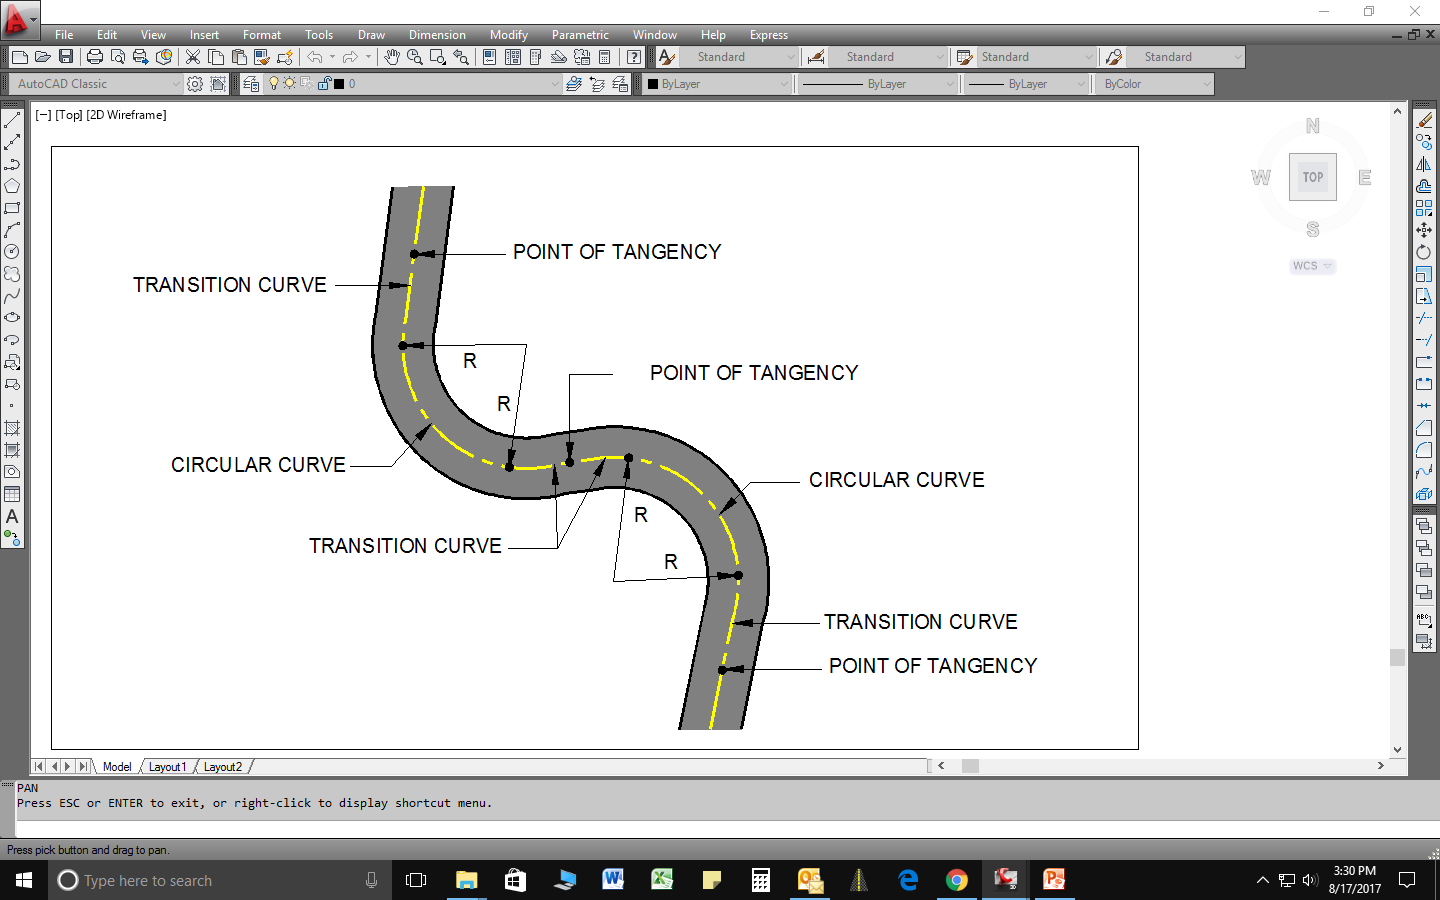 File Edit View Insert Format Tools Draw Dimension Modify Parametric Window Help Express
Standard Standard Standard Standard
AutoCAD Classic 0 ByLayer ByLayer ByLayer ByColor
[−] [Top] [2D Wireframe]
N
W TOP E
S
WCS
POINT OF TANGENCY
TRANSITION CURVE
R
POINT OF TANGENCY
R
CIRCULAR CURVE
CIRCULAR CURVE
R
TRANSITION CURVE
R
TRANSITION CURVE
POINT OF TANGENCY
A
ABC
Model Layout1 Layout2
PAN
Press ESC or ENTER to exit, or right-click to display shortcut menu.
Press pick button and drag to pan.
Type here to search
3:30 PM
8/17/2017